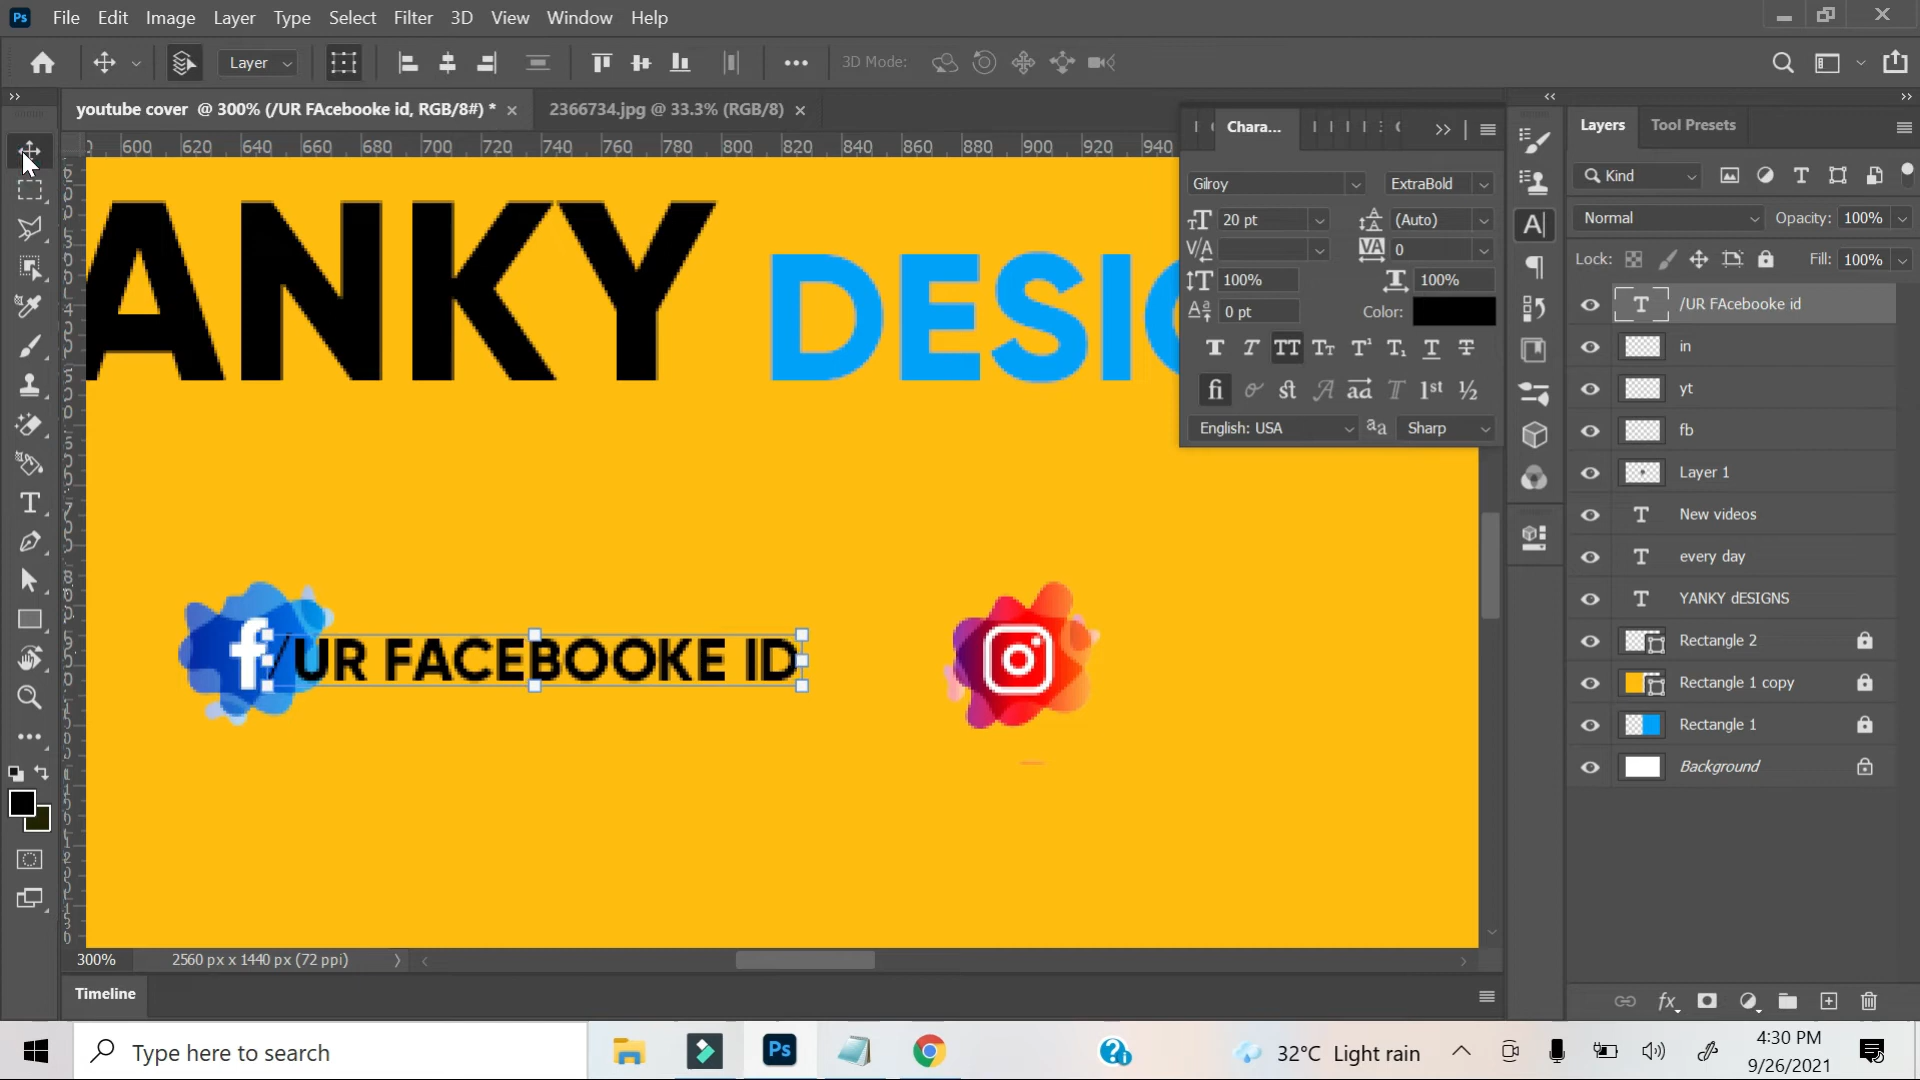 Ps File Edit Image Layer Type Select Filter 3D View Window Help
Layer 3D Mode:
youtube cover @ 300% (/UR FAcebooke id, RGB/8#) * × 2366734.jpg @ 33.3% (RGB/8) ×
600 620 640 660 680 700 720 740 760 780 800 820 840 860 880 900 920 940
ANKY DESI
f /UR FACEBOOKE ID
Chara...
Gilroy ExtraBold
20 pt (Auto)
0
100% 100%
0 pt Color:
English: USA Sharp
Layers Tool Presets
Kind
Normal Opacity: 100%
Lock: Fill: 100%
/UR FAcebooke id
in
yt
fb
Layer 1
New videos
every day
YANKY dESIGNS
Rectangle 2
Rectangle 1 copy
Rectangle 1
Background
300% 2560 px x 1440 px (72 ppi)
Timeline
Type here to search
Ps
32°C Light rain
4:30 PM
9/26/2021